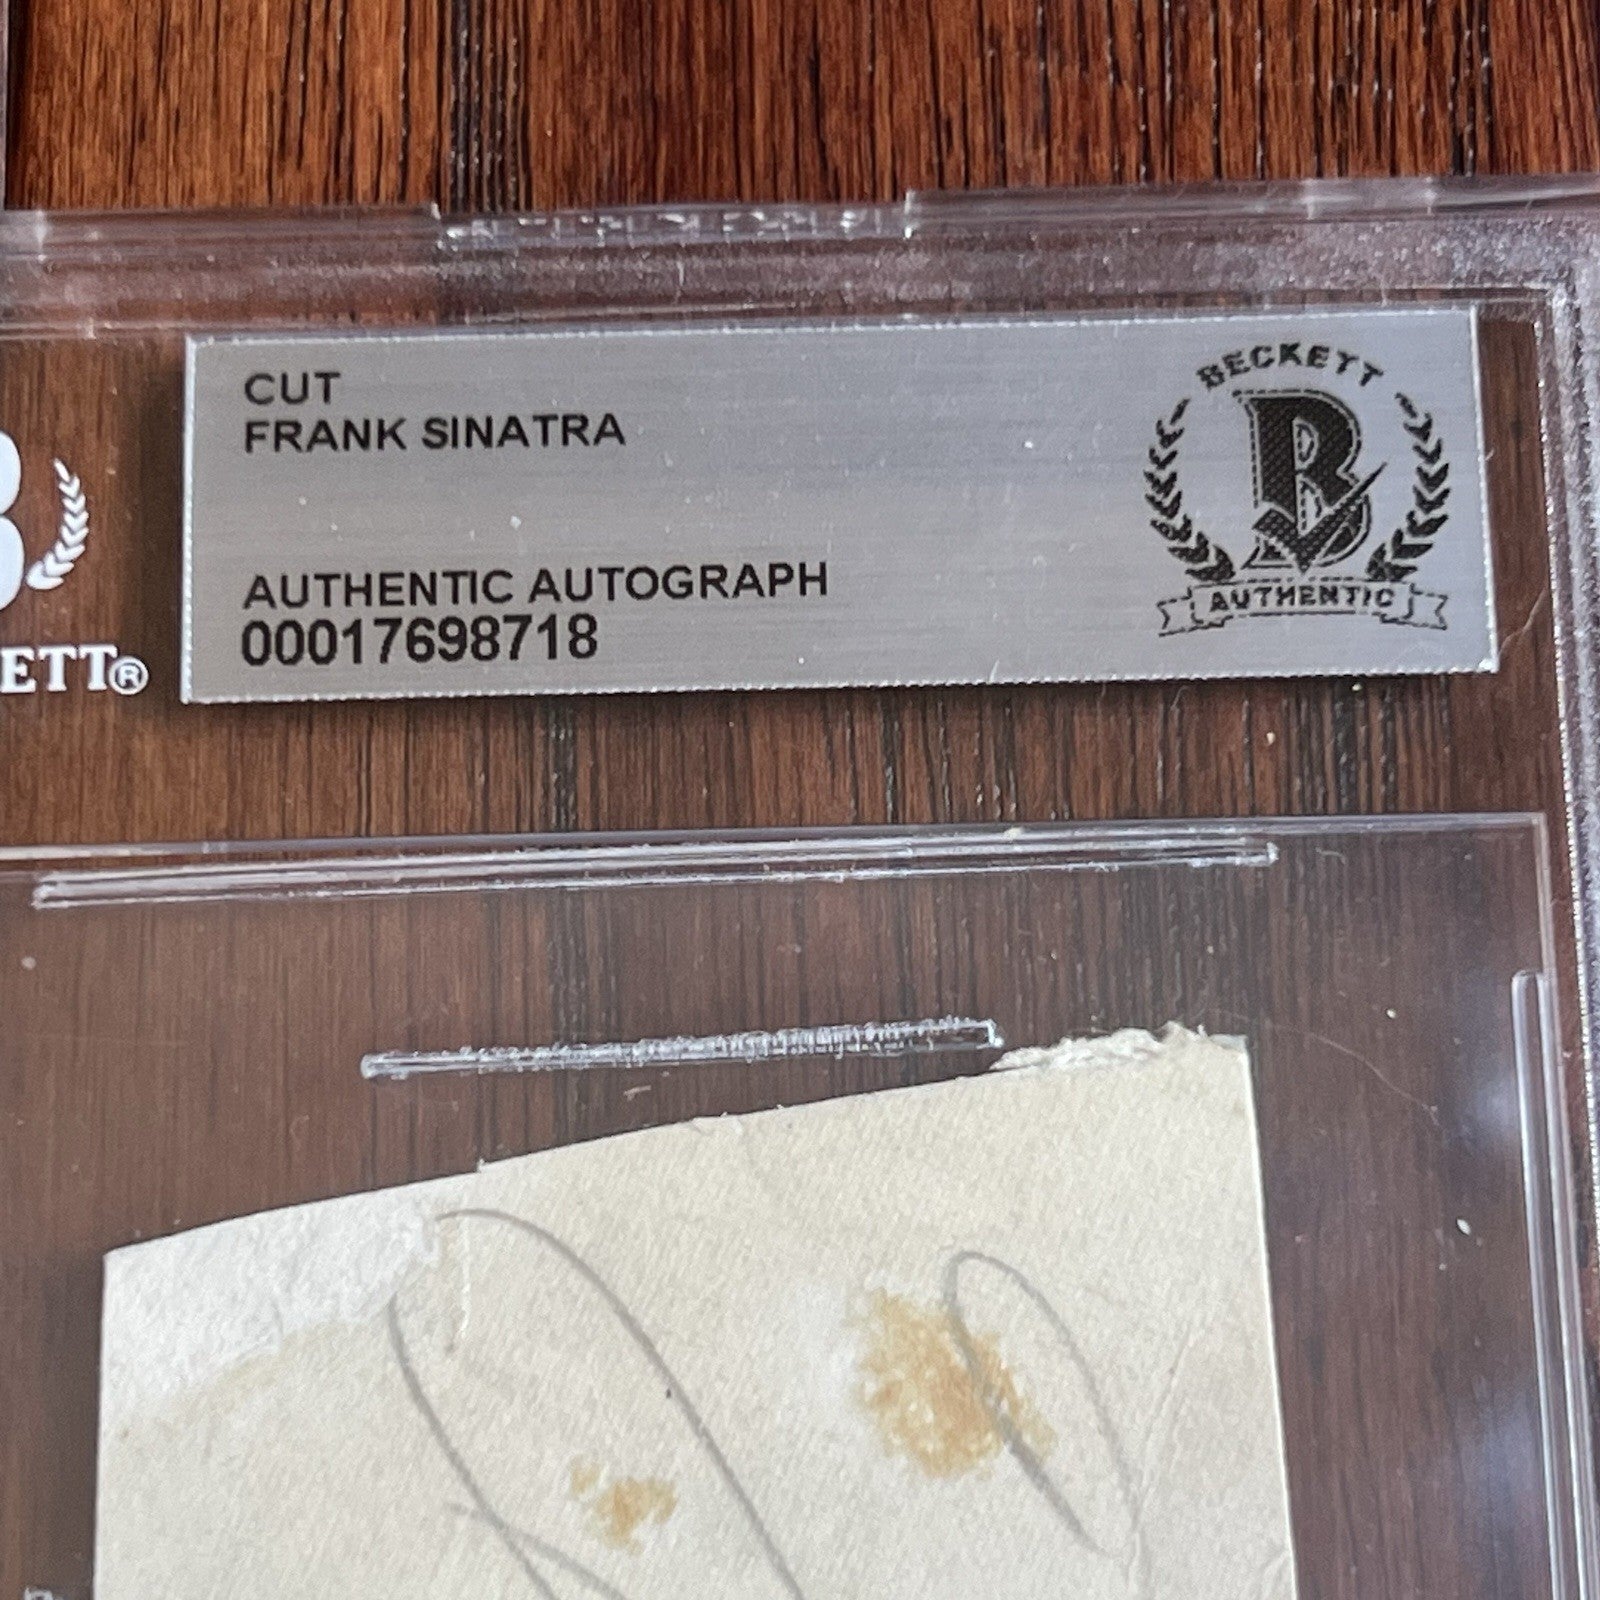 CUT
FRANK SINATRA
BECKETT
B
AUTHENTIC AUTOGRAPH
AUTHENTIC
00017698718
ETT®